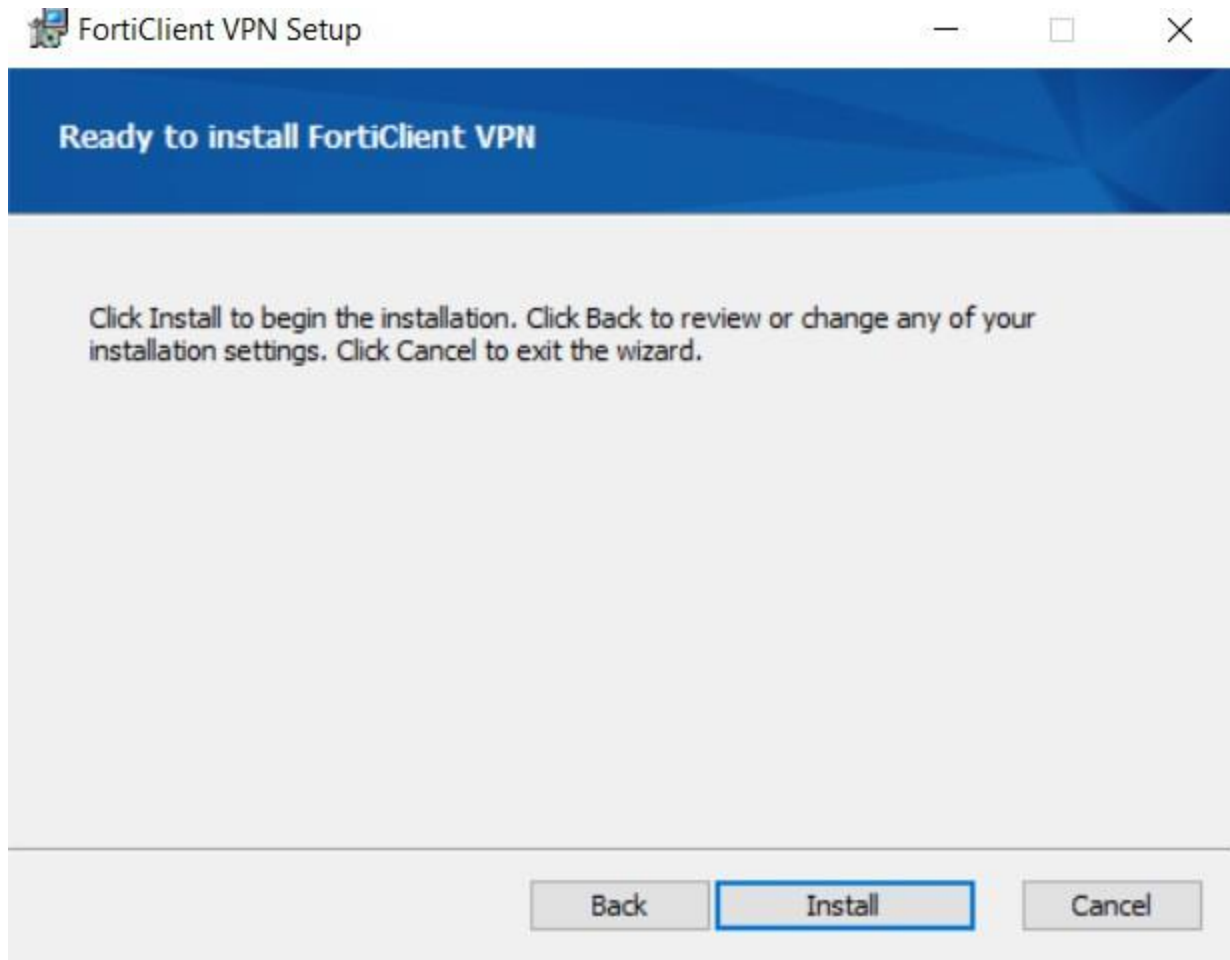 FortiClient VPN Setup
Ready to install FortiClient VPN
Click Install to begin the installation. Click Back to review or change any of your
installation settings. Click Cancel to exit the wizard.
Back Install Cancel